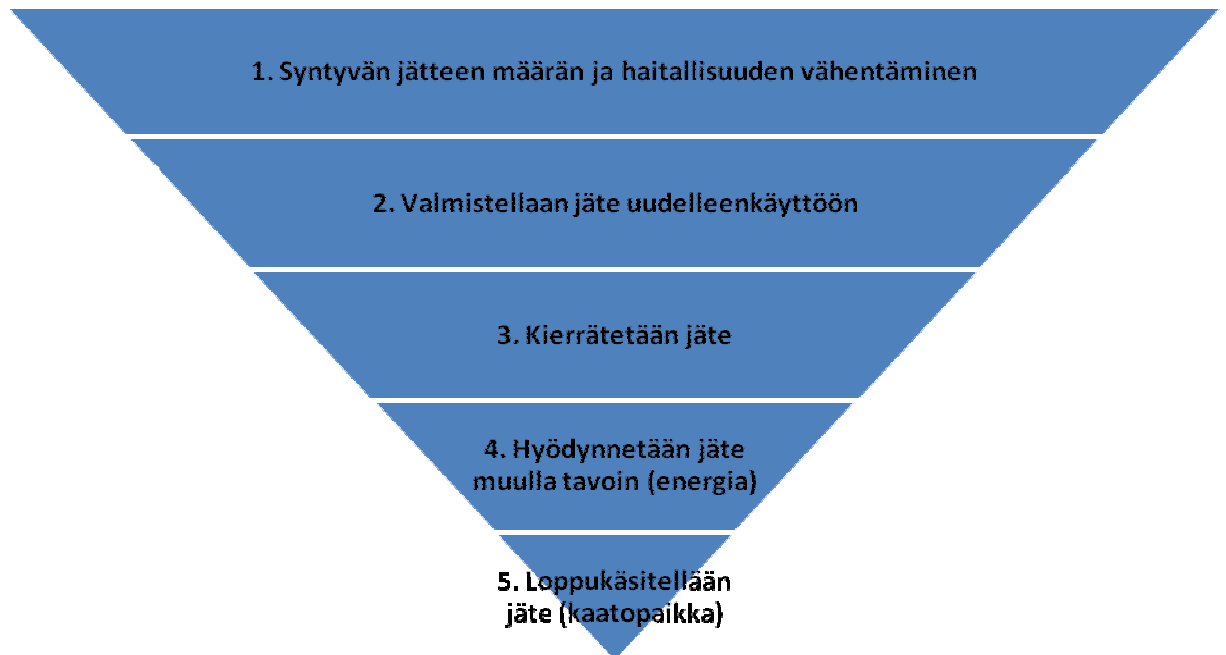 1. Syntyvän jätteen määrän ja haitallisuuden vähentäminen
2. Valmistellaan jäte uudelleenkäyttöön
3. Kierrätetään jäte
4. Hyödynnetään jäte
muulla tavoin (energia)
5. Loppukäsitellään
jäte (kaatopaikka)